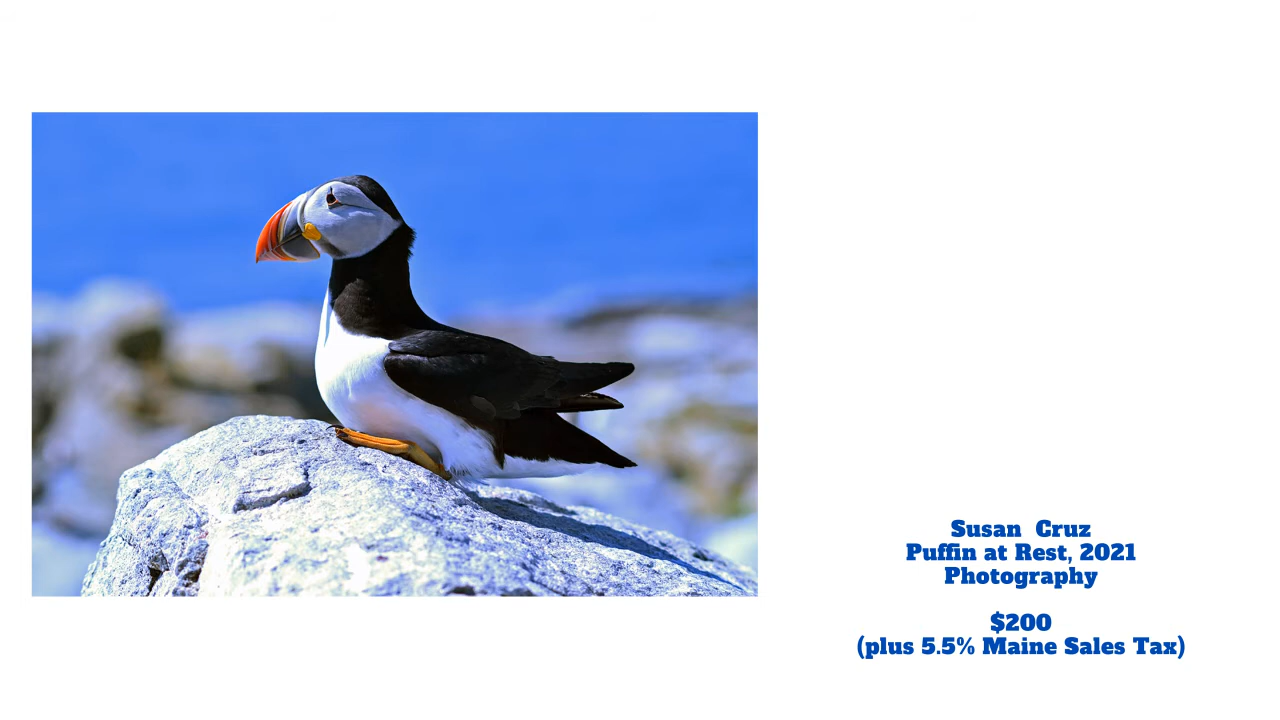 Susan  Cruz
Puffin at Rest, 2021
Photography
$200
(plus 5.5% Maine Sales Tax)